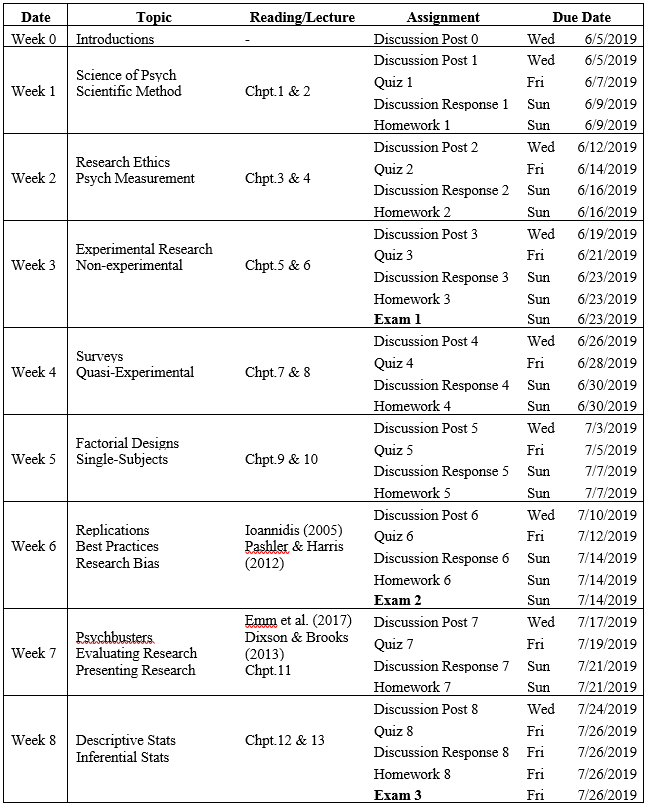 Date Topic Reading/Lecture Assignment Due Date
Week 0 Introductions - Discussion Post 0 Wed 6/5/2019
Week 1
Science of Psych
Scientific Method
Chpt.1 & 2
Discussion Post 1 Wed 6/5/2019
Quiz 1 Fri 6/7/2019
Discussion Response 1 Sun 6/9/2019
Homework 1 Sun 6/9/2019
Week 2
Research Ethics
Psych Measurement
Chpt.3 & 4
Discussion Post 2 Wed 6/12/2019
Quiz 2 Fri 6/14/2019
Discussion Response 2 Sun 6/16/2019
Homework 2 Sun 6/16/2019
Week 3
Experimental Research
Non-experimental
Chpt.5 & 6
Discussion Post 3 Wed 6/19/2019
Quiz 3 Fri 6/21/2019
Discussion Response 3 Sun 6/23/2019
Homework 3 Sun 6/23/2019
Exam 1 Sun 6/23/2019
Week 4
Surveys
Quasi-Experimental
Chpt.7 & 8
Discussion Post 4 Wed 6/26/2019
Quiz 4 Fri 6/28/2019
Discussion Response 4 Sun 6/30/2019
Homework 4 Sun 6/30/2019
Week 5
Factorial Designs
Single-Subjects
Chpt.9 & 10
Discussion Post 5 Wed 7/3/2019
Quiz 5 Fri 7/5/2019
Discussion Response 5 Sun 7/7/2019
Homework 5 Sun 7/7/2019
Week 6
Replications
Best Practices
Research Bias
Ioannidis (2005)
Pashler & Harris
(2012)
Discussion Post 6 Wed 7/10/2019
Quiz 6 Fri 7/12/2019
Discussion Response 6 Sun 7/14/2019
Homework 6 Sun 7/14/2019
Exam 2 Sun 7/14/2019
Week 7
Psychbusters
Evaluating Research
Presenting Research
Emm et al. (2017)
Dixson & Brooks
(2013)
Chpt.11
Discussion Post 7 Wed 7/17/2019
Quiz 7 Fri 7/19/2019
Discussion Response 7 Sun 7/21/2019
Homework 7 Sun 7/21/2019
Week 8
Descriptive Stats
Inferential Stats
Chpt.12 & 13
Discussion Post 8 Wed 7/24/2019
Quiz 8 Fri 7/26/2019
Discussion Response 8 Fri 7/26/2019
Homework 8 Fri 7/26/2019
Exam 3 Fri 7/26/2019